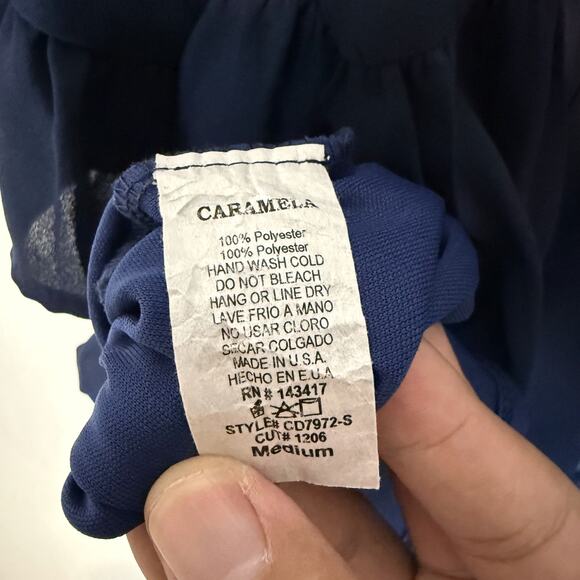 CARAMELA
100% Polyester
100% Polyester
HAND WASH COLD
DO NOT BLEACH
HANG OR LINE DRY
LAVE FRIO A MANO
NO USAR CLORO
SECAR COLGADO
MADE IN U.S.A.
HECHO EN E.U.A
RN# 143417
STYLE# CD7972-S
CUT# 1206
Medium